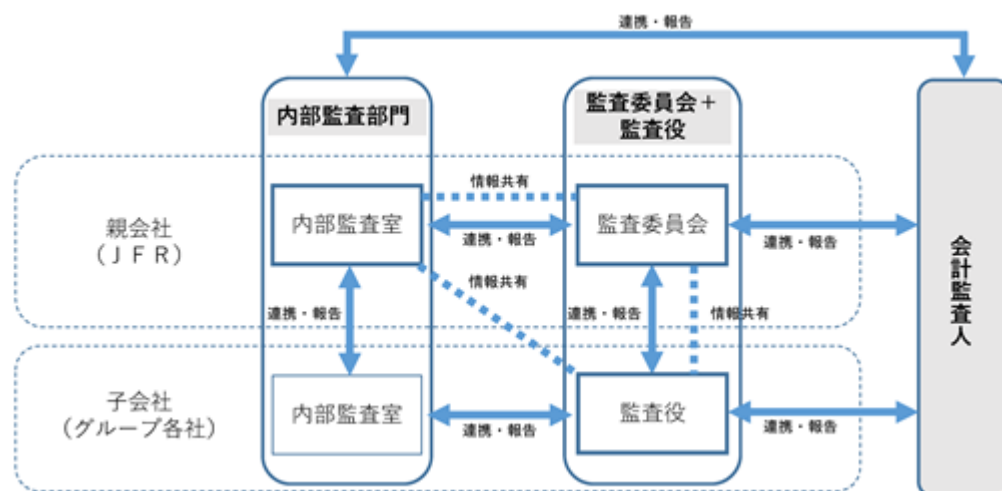 連携・報告
内部監査部門
監査委員会+
監査役
親会社
(JFR)
内部監査室
情報共有
連携・報告
監査委員会
連携・報告
情報共有
連携・報告
連携・報告
情報共有
会計監査人
子会社
(グループ各社)
内部監査室
連携・報告
監査役
連携・報告